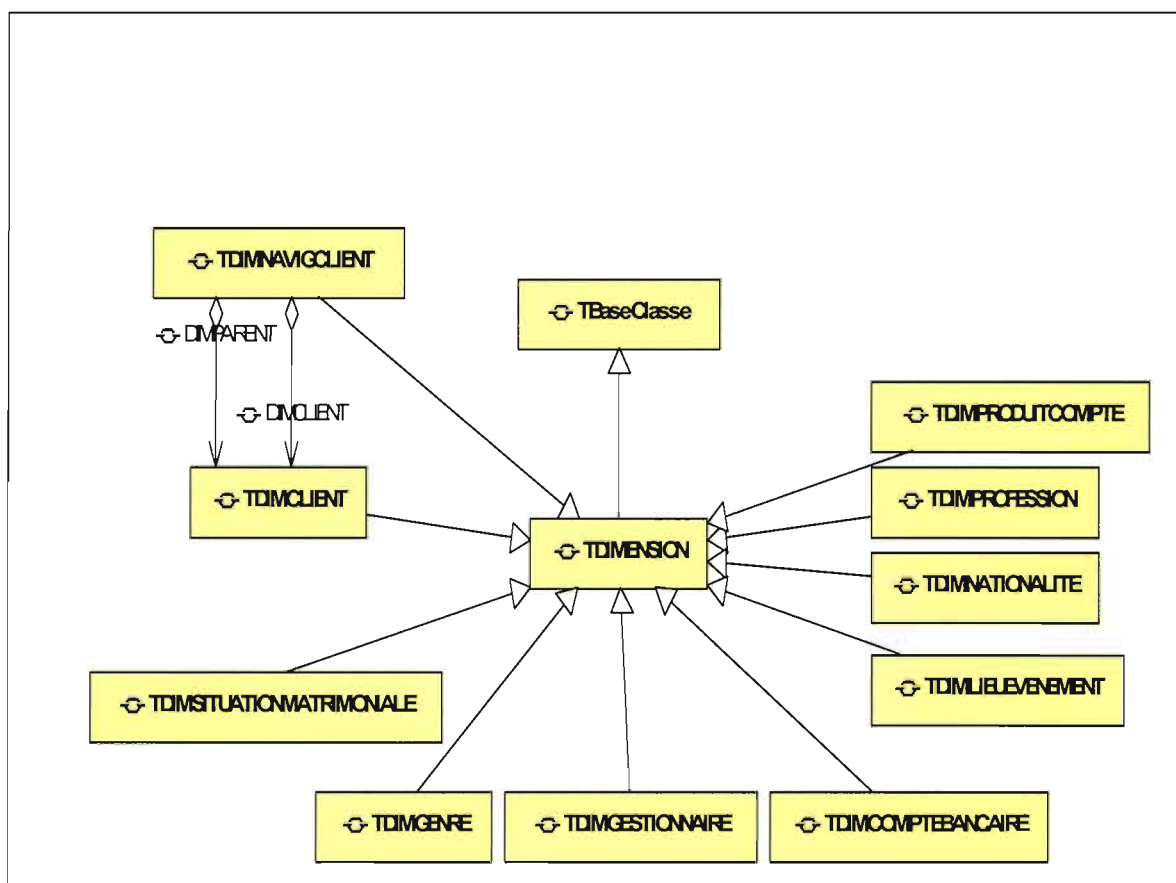 TDIMNAVIGCLIENT
TBaseClasse
DIMPARENT
TDIMPRODUITCOMPTE
DIMCLIENT
TDIMCLIENT
TDIMPROFESSION
TDIMENSION
TDIMNATIONALITE
TDIMSITUATIONMATRIMONIALE
TDIMLIEUEVENEMENT
TDIMGENRE
TDIMGESTIONNAIRE
TDIMCOMPTEBANCAIRE